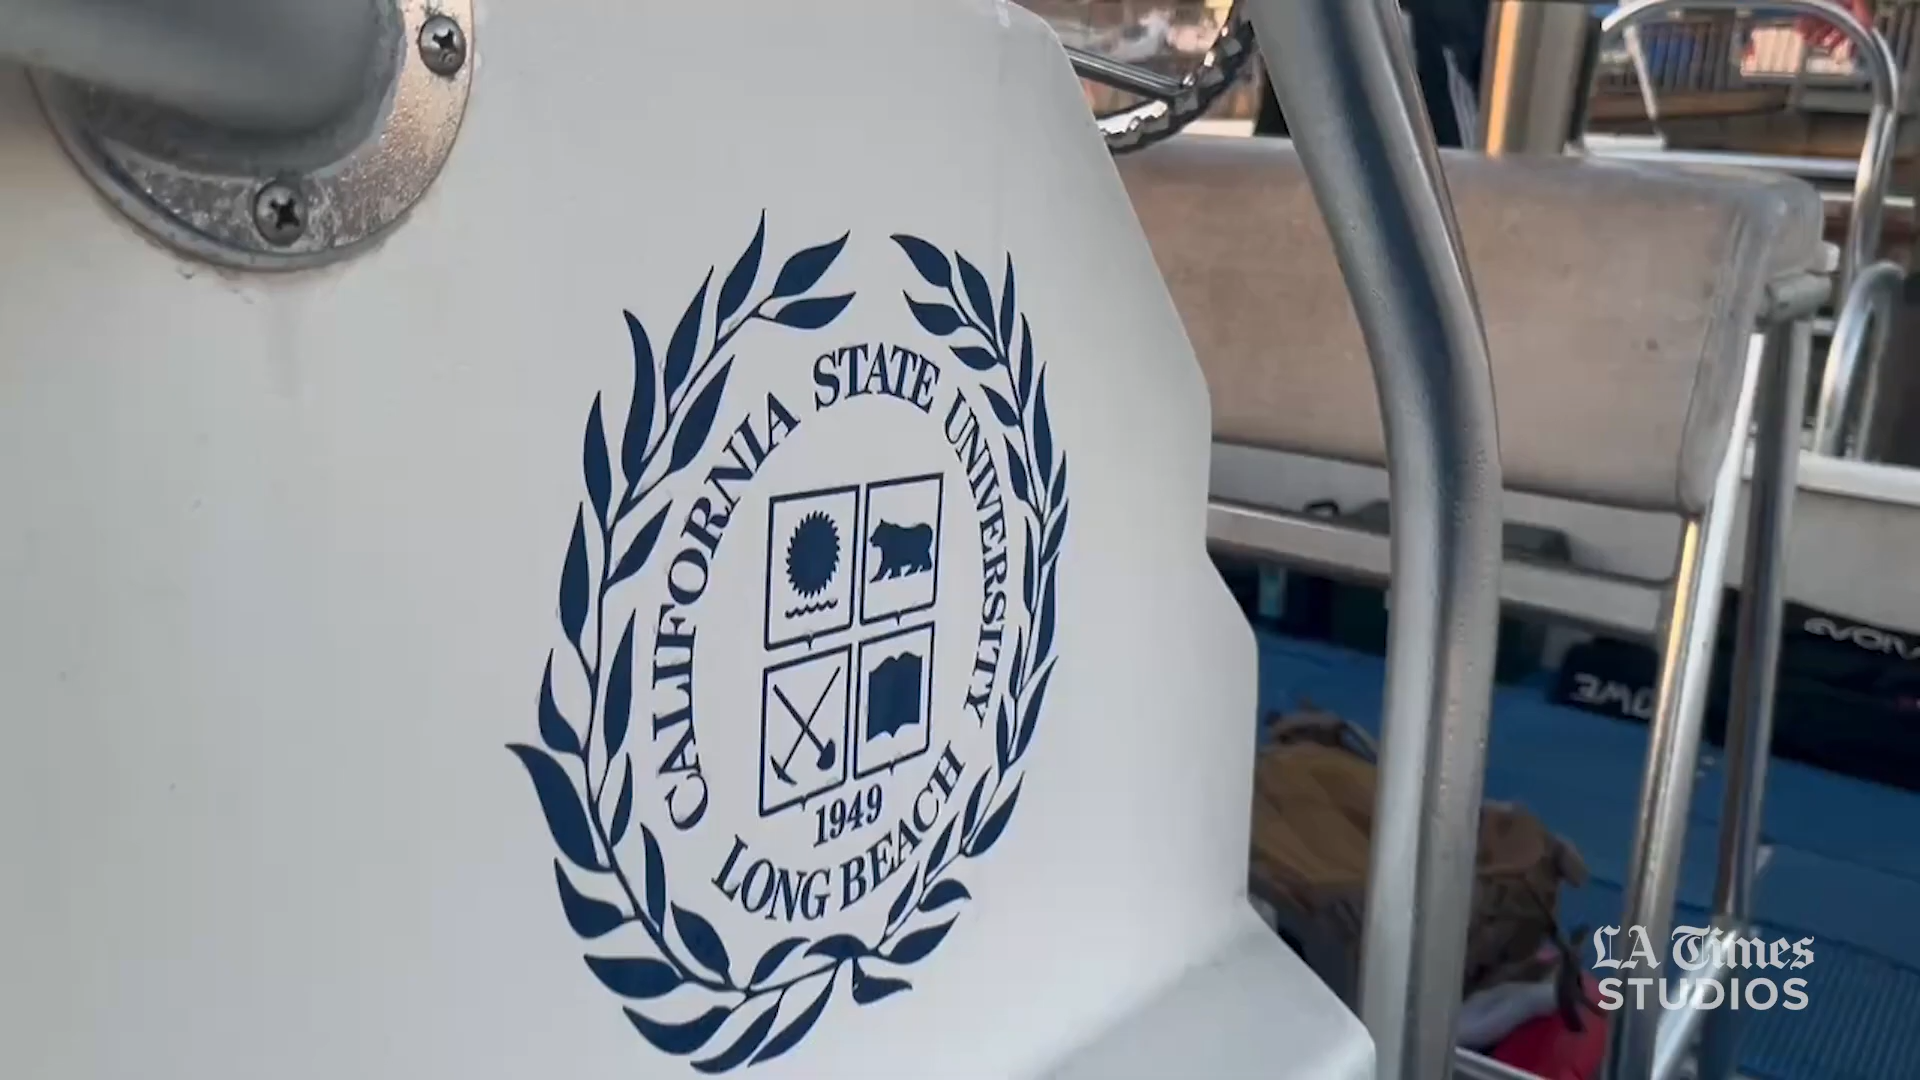 CALIFORNIA STATE UNIVERSITY
1949
LONG BEACH
LA Times
STUDIOS